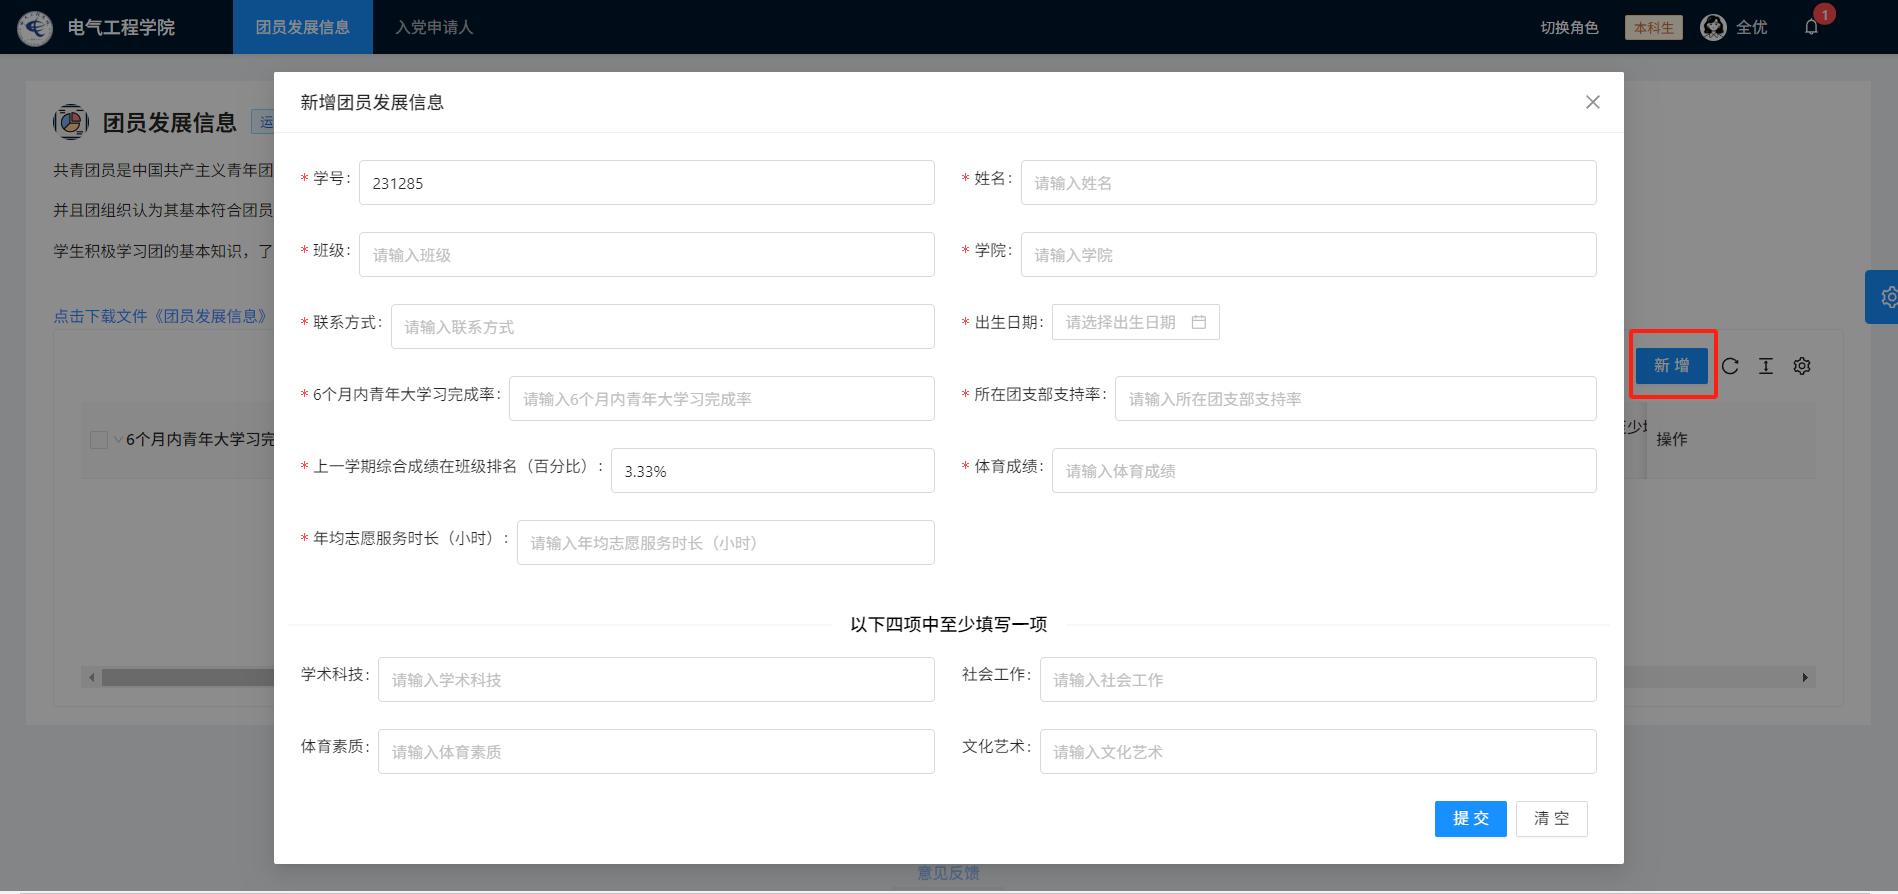 电气工程学院 团员发展信息 入党申请人 切换角色 本科生 全优 1
新增团员发展信息
团员发展信息 运
共青团员是中国共产主义青年团
并且团组织认为其基本符合团员
学生积极学习团的基本知识，了
点击下载文件《团员发展信息》
* 学号: 231285 * 姓名: 请输入姓名
* 班级: 请输入班级 * 学院: 请输入学院
* 联系方式: 请输入联系方式 * 出生日期: 请选择出生日期
新 增
* 6个月内青年大学习完成率: 请输入6个月内青年大学习完成率 * 所在团支部支持率: 请输入所在团支部支持率
6个月内青年大学习完 操作
* 上一学期综合成绩在班级排名（百分比）: 3.33% * 体育成绩: 请输入体育成绩
* 年均志愿服务时长（小时）: 请输入年均志愿服务时长（小时）
以下四项中至少填写一项
学术科技: 请输入学术科技 社会工作: 请输入社会工作
体育素质: 请输入体育素质 文化艺术: 请输入文化艺术
提 交 清 空
意见反馈